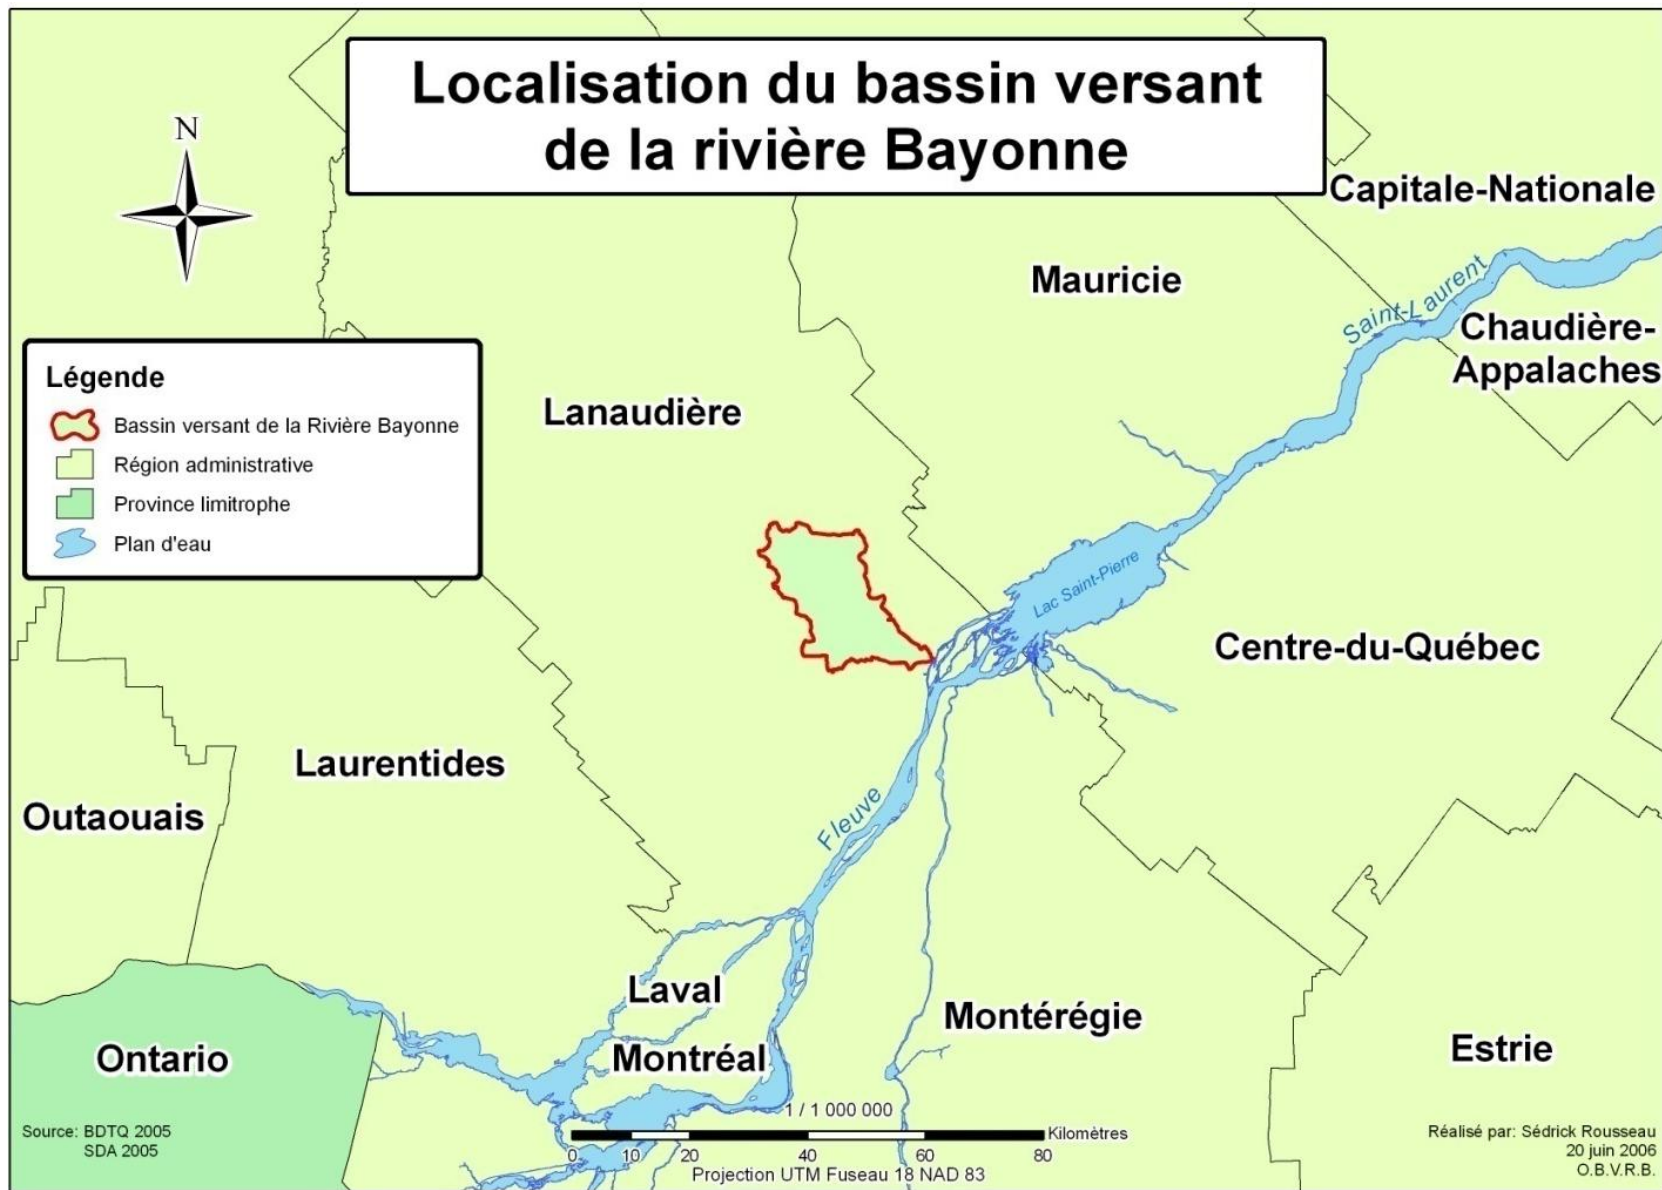 Localisation du bassin versant
de la rivière Bayonne
N
Capitale-Nationale
Mauricie
Saint-Laurent
Chaudière-
Appalaches
Légende
Bassin versant de la Rivière Bayonne
Région administrative
Province limitrophe
Plan d'eau
Lanaudière
Lac Saint-Pierre
Centre-du-Québec
Laurentides
Outaouais
Fleuve
Laval
Montérégie
Montréal
Estrie
Ontario
1 / 1 000 000
Kilomètres
0 10 20 40 60 80
Projection UTM Fuseau 18 NAD 83
Source: BDTQ 2005
SDA 2005
Réalisé par: Sédrick Rousseau
20 juin 2006
O.B.V.R.B.